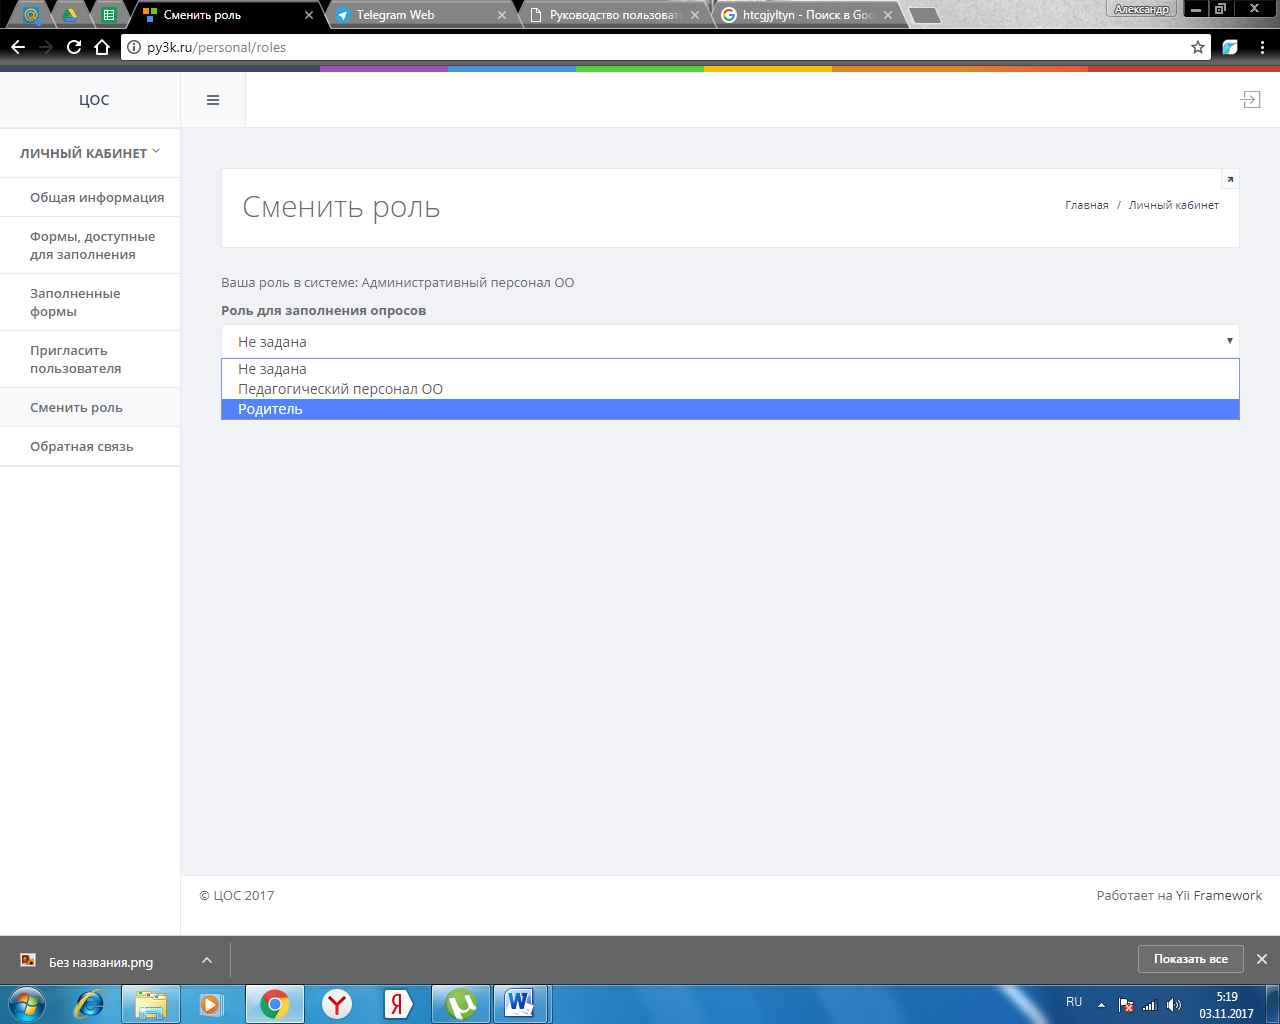 Сменить роль
Telegram Web
Руководство пользоват
htcgjyltyn - Поиск в Goo
Александр
py3k.ru/personal/roles
ЦОС
ЛИЧНЫЙ КАБИНЕТ
Общая информация
Формы, доступные
для заполнения
Заполненные
формы
Пригласить
пользователя
Сменить роль
Обратная связь
Сменить роль
Главная / Личный кабинет
Ваша роль в системе: Административный персонал ОО
Роль для заполнения опросов
Не задана
Не задана
Педагогический персонал ОО
Родитель
© ЦОС 2017
Работает на Yii Framework
Без названия.png
Показать все
RU
5:19
03.11.2017